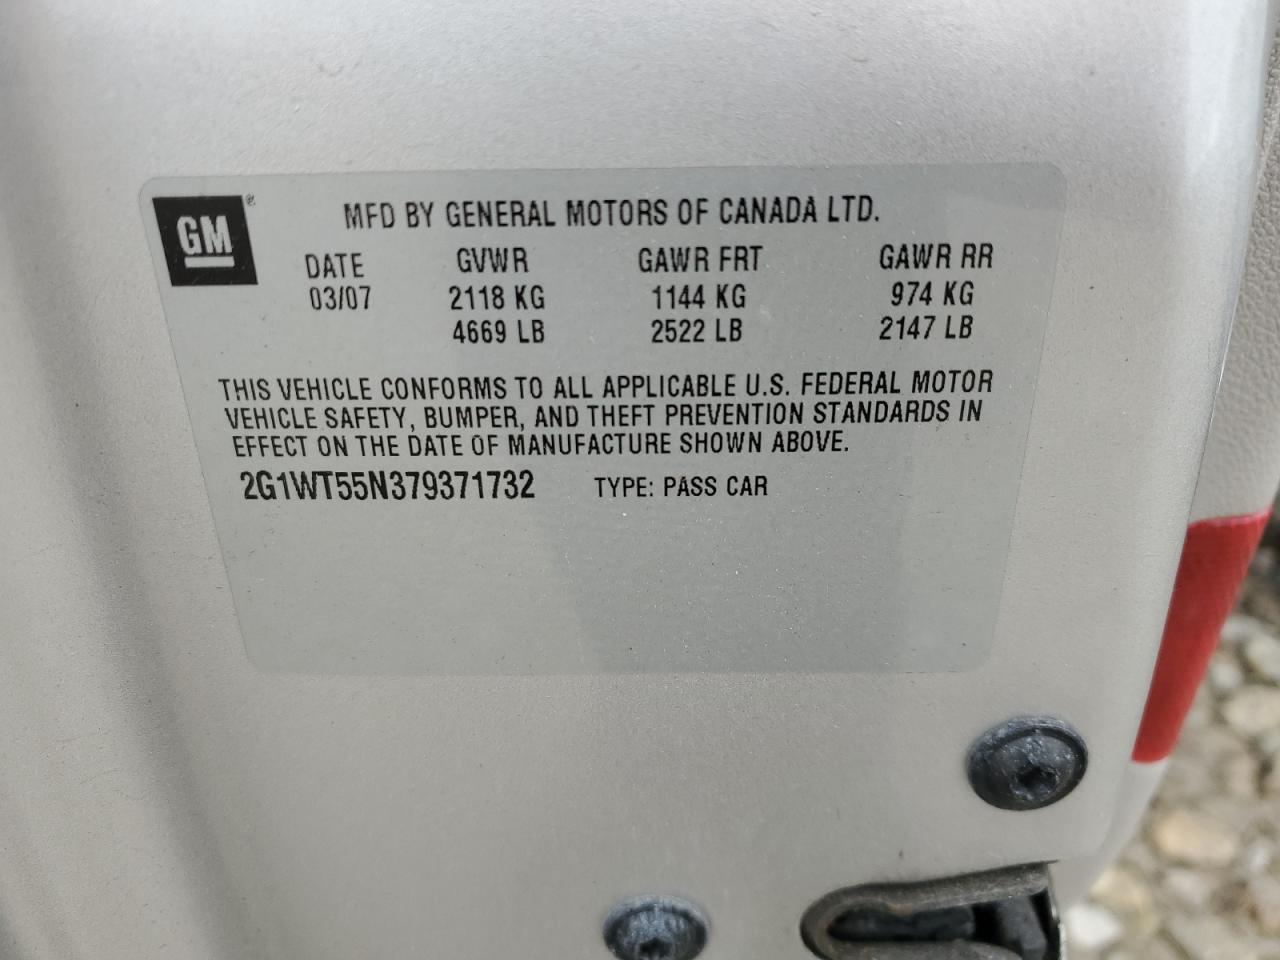 GM®
MFD BY GENERAL MOTORS OF CANADA LTD.
DATE GVWR GAWR FRT GAWR RR
03/07 2118 KG 1144 KG 974 KG
4669 LB 2522 LB 2147 LB
THIS VEHICLE CONFORMS TO ALL APPLICABLE U.S. FEDERAL MOTOR
VEHICLE SAFETY, BUMPER, AND THEFT PREVENTION STANDARDS IN
EFFECT ON THE DATE OF MANUFACTURE SHOWN ABOVE.
2G1WT55N379371732 TYPE: PASS CAR